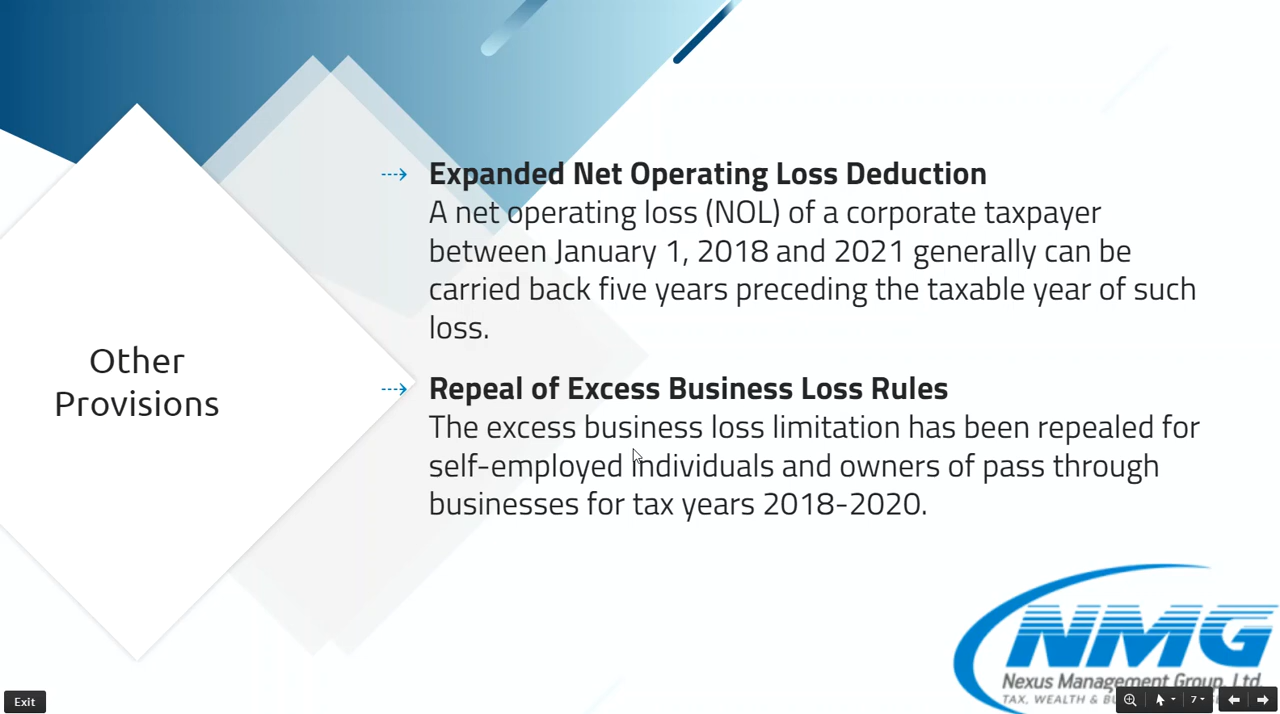 Expanded Net Operating Loss Deduction
A net operating loss (NOL) of a corporate taxpayer
between January 1, 2018 and 2021 generally can be
carried back five years preceding the taxable year of such
loss.
Other
Provisions
Repeal of Excess Business Loss Rules
The excess business loss limitation has been repealed for
self-employed individuals and owners of pass through
businesses for tax years 2018-2020.
NMG
Nexus Management Group, Ltd.
TAX, WEALTH & BU
Exit
7